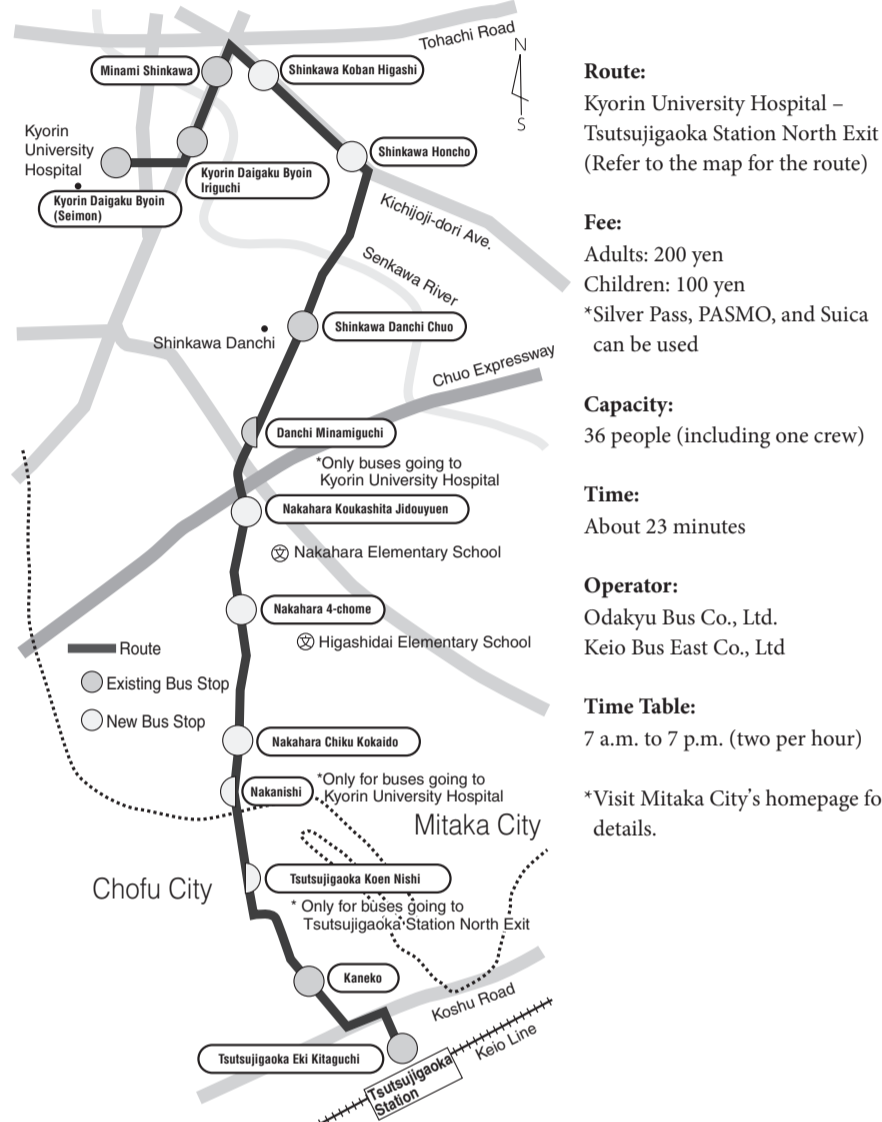 Tohachi Road
N
S
Minami Shinkawa
Shinkawa Koban Higashi
Kyorin
University
Hospital
Kyorin Daigaku Byoin
Iriguchi
Kyorin Daigaku Byoin
(Seimon)
Shinkawa Honcho
Kichijoji-dori Ave.
Senkawa River
Shinkawa Danchi
Shinkawa Danchi Chuo
Chuo Expressway
Danchi Minamiguchi
*Only buses going to
Kyorin University Hospital
Nakahara Koukashita Jidouyuen
文 Nakahara Elementary School
Nakahara 4-chome
文 Higashidai Elementary School
Route
Existing Bus Stop
New Bus Stop
Nakahara Chiku Kokaido
Nakanishi
*Only for buses going to
Kyorin University Hospital
Mitaka City
Chofu City
Tsutsujigaoka Koen Nishi
* Only for buses going to
Tsutsujigaoka Station North Exit
Kaneko
Koshu Road
Tsutsujigaoka Eki Kitaguchi
Keio Line
Tsutsujigaoka
Station
Route:
Kyorin University Hospital –
Tsutsujigaoka Station North Exit
(Refer to the map for the route)
Fee:
Adults: 200 yen
Children: 100 yen
*Silver Pass, PASMO, and Suica
can be used
Capacity:
36 people (including one crew)
Time:
About 23 minutes
Operator:
Odakyu Bus Co., Ltd.
Keio Bus East Co., Ltd
Time Table:
7 a.m. to 7 p.m. (two per hour)
*Visit Mitaka City's homepage fo
details.